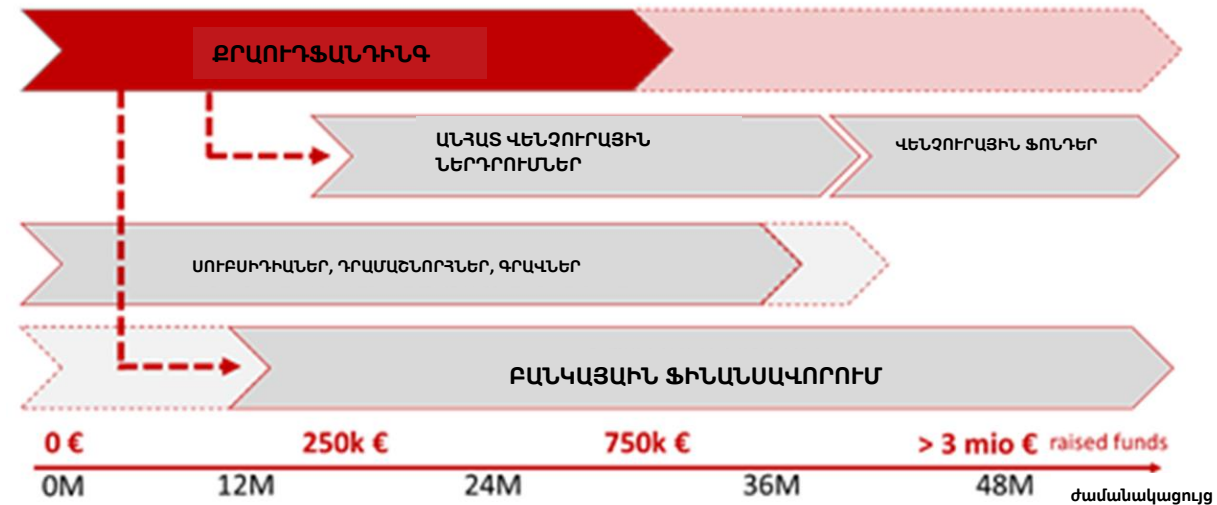 ՔՐԱՈՒԴՖԱՆԴԻՆԳ
ԱՆՀԱՏ ՎԵՆՉՈՒՐԱՅԻՆ
ՆԵՐԴՐՈՒՄՆԵՐ
ՎԵՆՉՈՒՐԱՅԻՆ ՖՈՆԴԵՐ
ՍՈՒԲՍԻԴԻԱՆԵՐ, ԴՐԱՄԱՇՆՈՐՀՆԵՐ, ԳՐԱՎՆԵՐ
ԲԱՆԿԱՅԱԻՆ ՖԻՆԱՆՍԱՎՈՐՈՒՄ
0 € 250k € 750k € > 3 mio € raised funds
0M 12M 24M 36M 48M ժամանակացույց